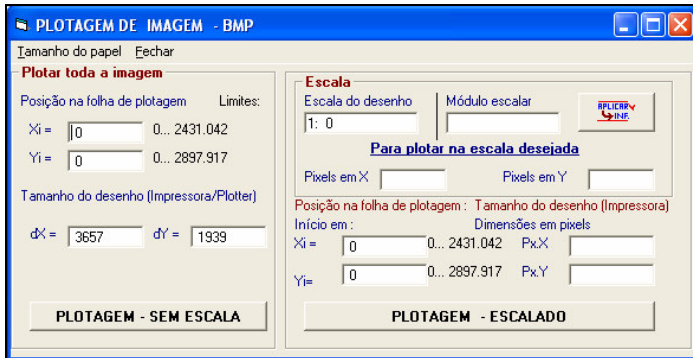 PLOTAGEM DE IMAGEM - BMP
Tamanho do papel Fechar
Plotar toda a imagem
Posição na folha de plotagem Limites:
Xi = 0 0... 2431.042
Yi = 0 0... 2897.917
Tamanho do desenho (Impressora/Plotter)
dX = 3657 dY = 1939
PLOTAGEM - SEM ESCALA
Escala
Escala do desenho Módulo escalar
1: 0
APLICAR
INF.
Para plotar na escala desejada
Pixels em X Pixels em Y
Posição na folha de plotagem : Tamanho do desenho (Impressora)
Início em : Dimensões em pixels
Xi = 0 0... 2431.042 Px.X
Yi= 0 0... 2897.917 Px.Y
PLOTAGEM - ESCALADO